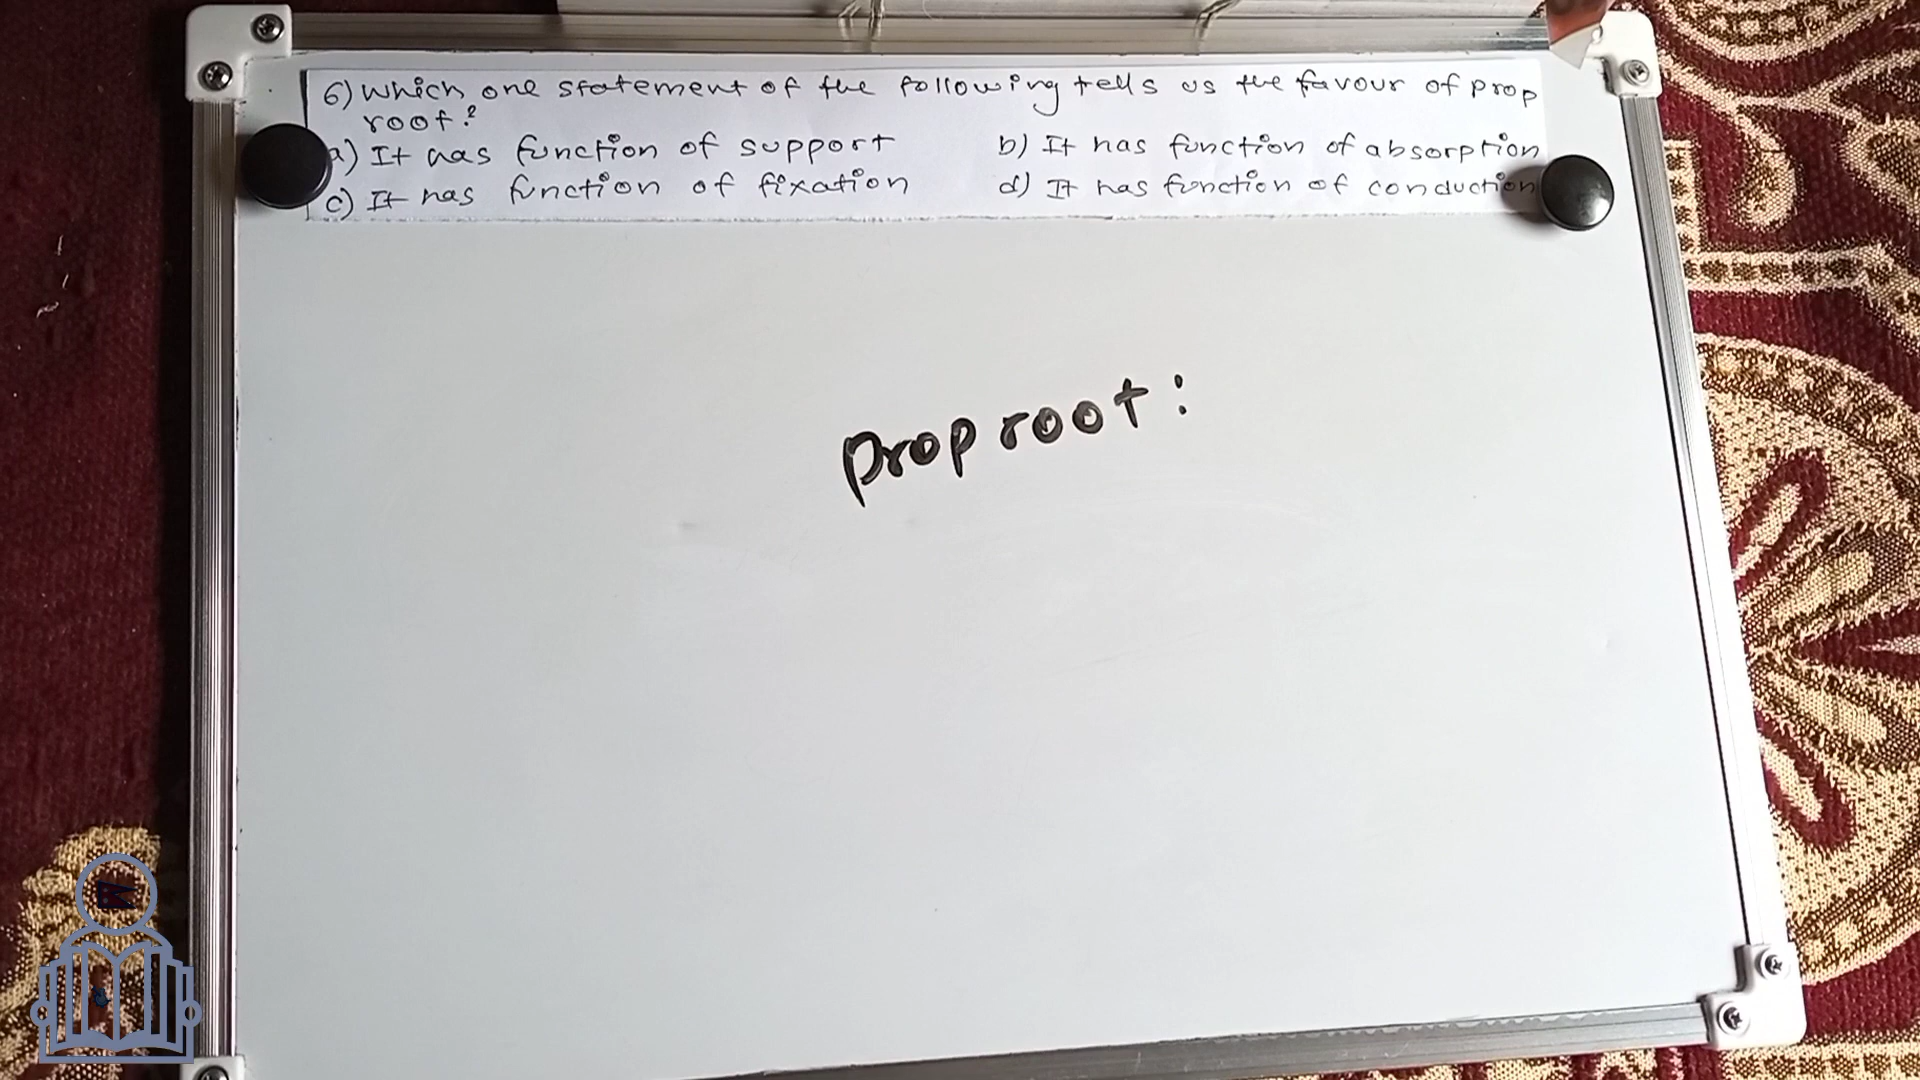 6) Which one statement of the following tells us the favour of prop
root?
a) It has function of support b) It has function of absorption
c) It has function of fixation d) It has function of conduction
prop root: